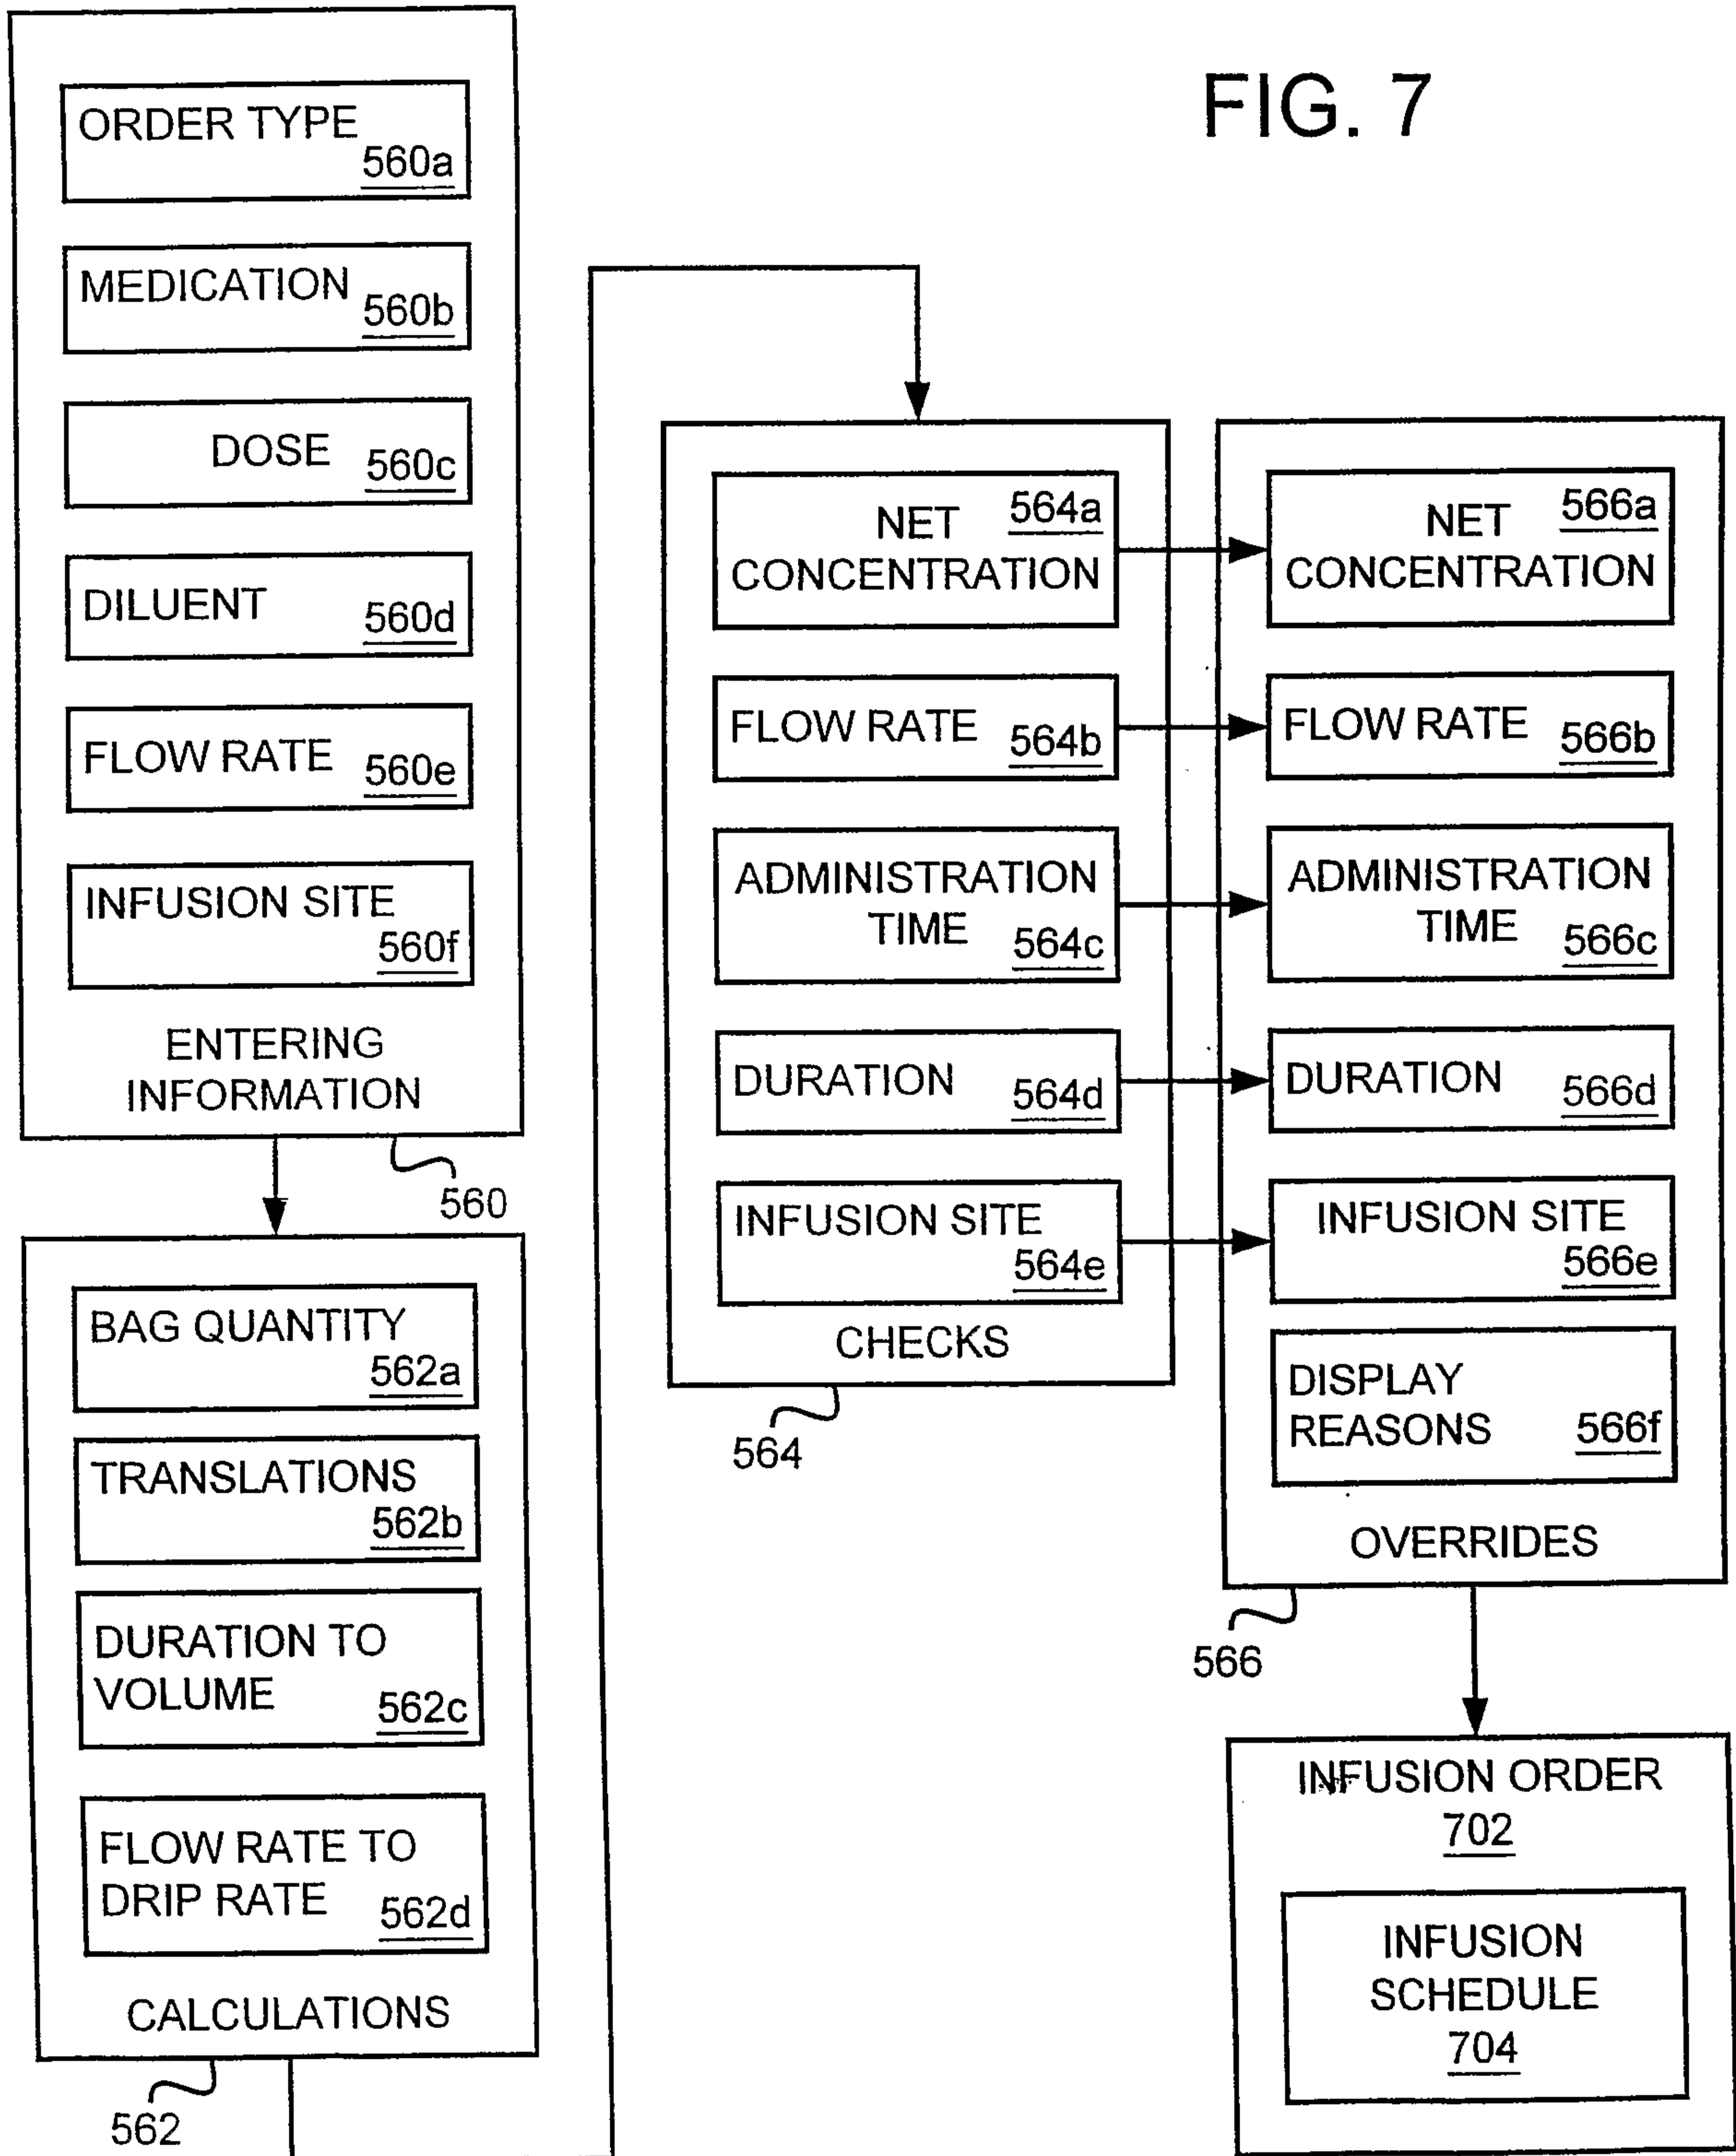 FIG. 7
ORDER TYPE
560a
MEDICATION
560b
DOSE 560c
DILUENT 560d
FLOW RATE 560e
INFUSION SITE
560f
ENTERING
INFORMATION
560
BAG QUANTITY
562a
TRANSLATIONS
562b
DURATION TO
VOLUME 562c
FLOW RATE TO
DRIP RATE 562d
CALCULATIONS
562
NET 564a
CONCENTRATION
FLOW RATE 564b
ADMINISTRATION
TIME 564c
DURATION 564d
INFUSION SITE
564e
CHECKS
564
NET 566a
CONCENTRATION
FLOW RATE 566b
ADMINISTRATION
TIME 566c
DURATION 566d
INFUSION SITE
566e
DISPLAY
REASONS 566f
OVERRIDES
566
INFUSION ORDER
702
INFUSION
SCHEDULE
704